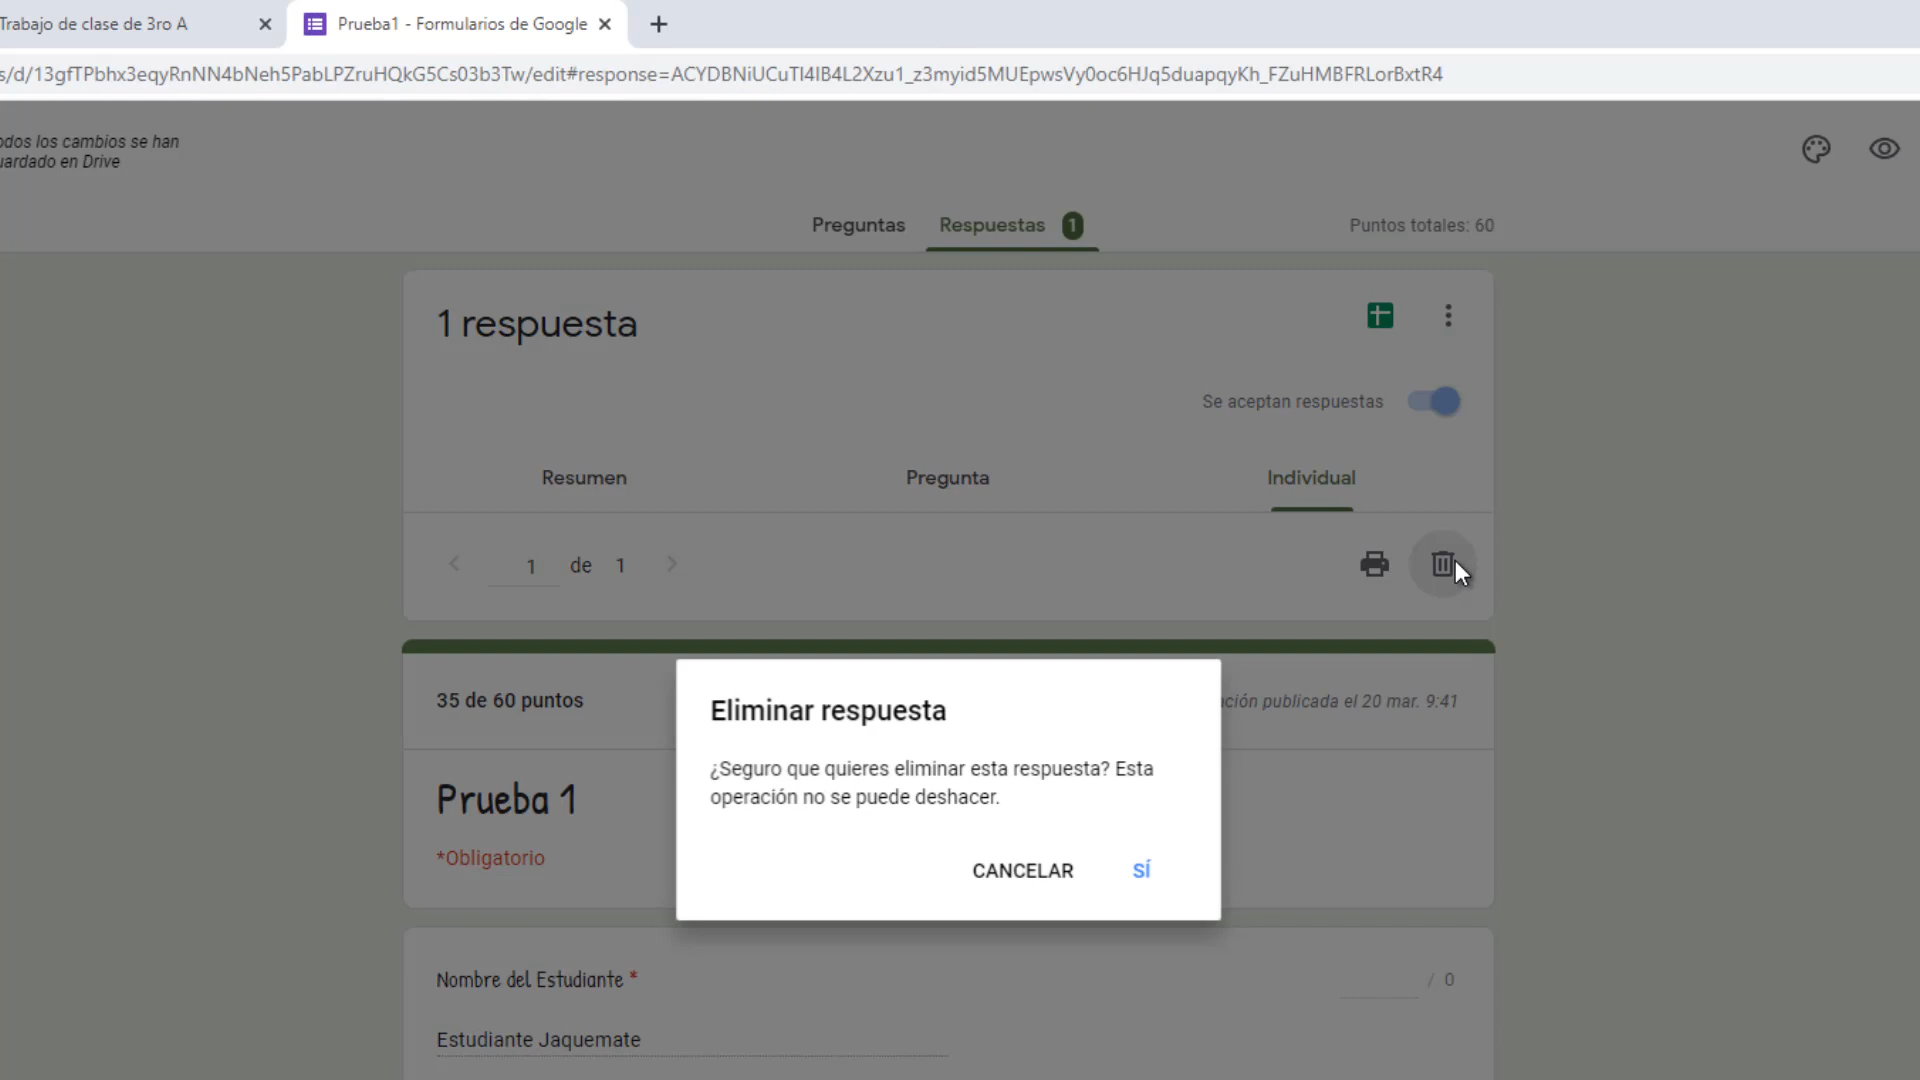 Trabajo de clase de 3ro A
Prueba1 - Formularios de Google
s/d/13gfTPbhx3eqyRnNN4bNeh5PabLPZruHQkG5Cs03b3Tw/edit#response=ACYDBNiUCuTl4lB4L2Xzu1_z3myid5MUEpwsVy0oc6HJq5duapqyKh_FZuHMBFRLorBxtR4
odos los cambios se han
uardado en Drive
Preguntas
Respuestas 1
Puntos totales: 60
1 respuesta
Se aceptan respuestas
Resumen
Pregunta
Individual
1 de 1
35 de 60 puntos
ción publicada el 20 mar. 9:41
Prueba 1
*Obligatorio
Eliminar respuesta
¿Seguro que quieres eliminar esta respuesta? Esta
operación no se puede deshacer.
CANCELAR
SÍ
Nombre del Estudiante *
/ 0
Estudiante Jaquemate